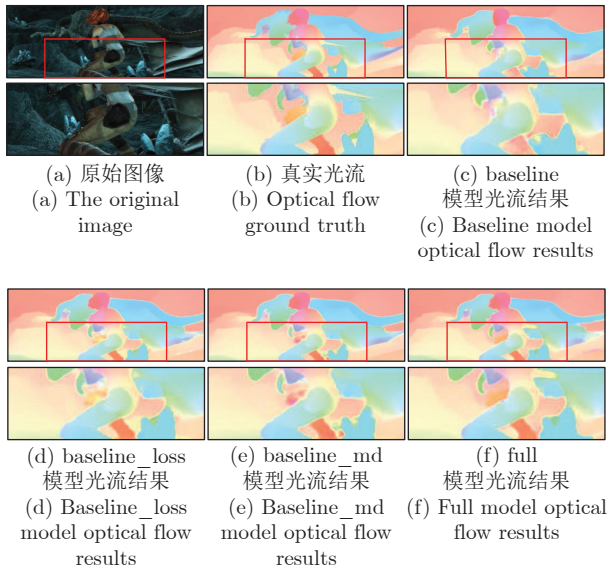 (a) 原始图像
(a) The original
image
(b) 真实光流
(b) Optical flow
ground truth
(c) baseline
模型光流结果
(c) Baseline model
optical flow results
(d) baseline_loss
模型光流结果
(d) Baseline_loss
model optical flow
results
(e) baseline_md
模型光流结果
(e) Baseline_md
model optical flow
results
(f) full
模型光流结果
(f) Full model optical
flow results